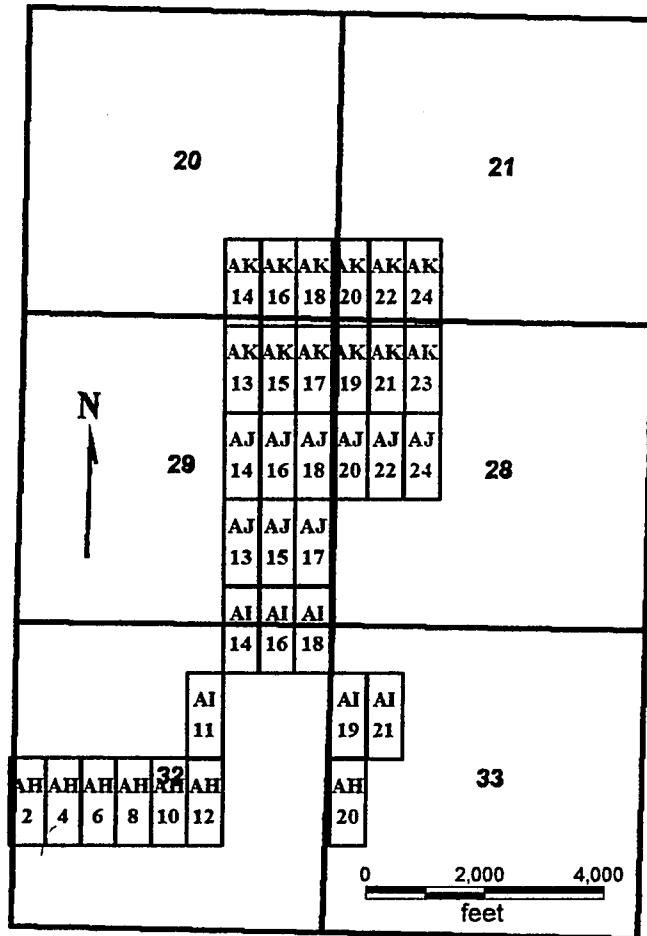 20
21
AK AK AK AK AK AK
14 16 18 20 22 24
AK AK AK AK AK AK
13 15 17 19 21 23
N
AJ AJ AJ AJ AJ AJ
14 16 18 20 22 24
29
28
AJ AJ AJ
13 15 17
AI AI AI
14 16 18
AI AI AI
11 19 21
32
33
AH AH AH AH AH AH AH
2 4 6 8 10 12 20
0 2,000 4,000
feet